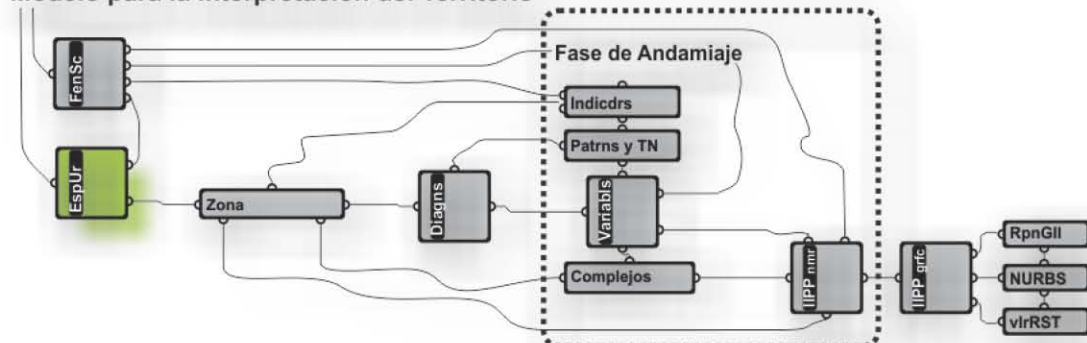 Modelo para la Interpretación del Territorio
FenSc
Fase de Andamiaje
Indicdrs
Patrns y TN
EspUr
Zona
Diagns
Variabls
Complejos
IIPP nmr
IIPP grfc
RpnGll
NURBS
vlrRST